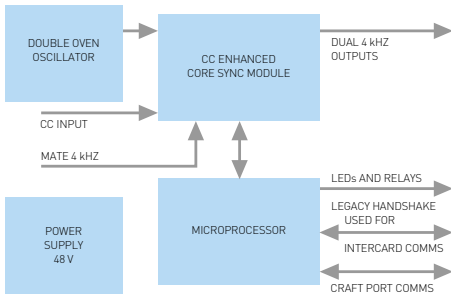 DOUBLE OVEN
OSCILLATOR
CC ENHANCED
CORE SYNC MODULE
DUAL 4 kHZ
OUTPUTS
CC INPUT
MATE 4 kHZ
POWER
SUPPLY
48 V
MICROPROCESSOR
LEDs AND RELAYS
LEGACY HANDSHAKE
USED FOR
INTERCARD COMMS
CRAFT PORT COMMS